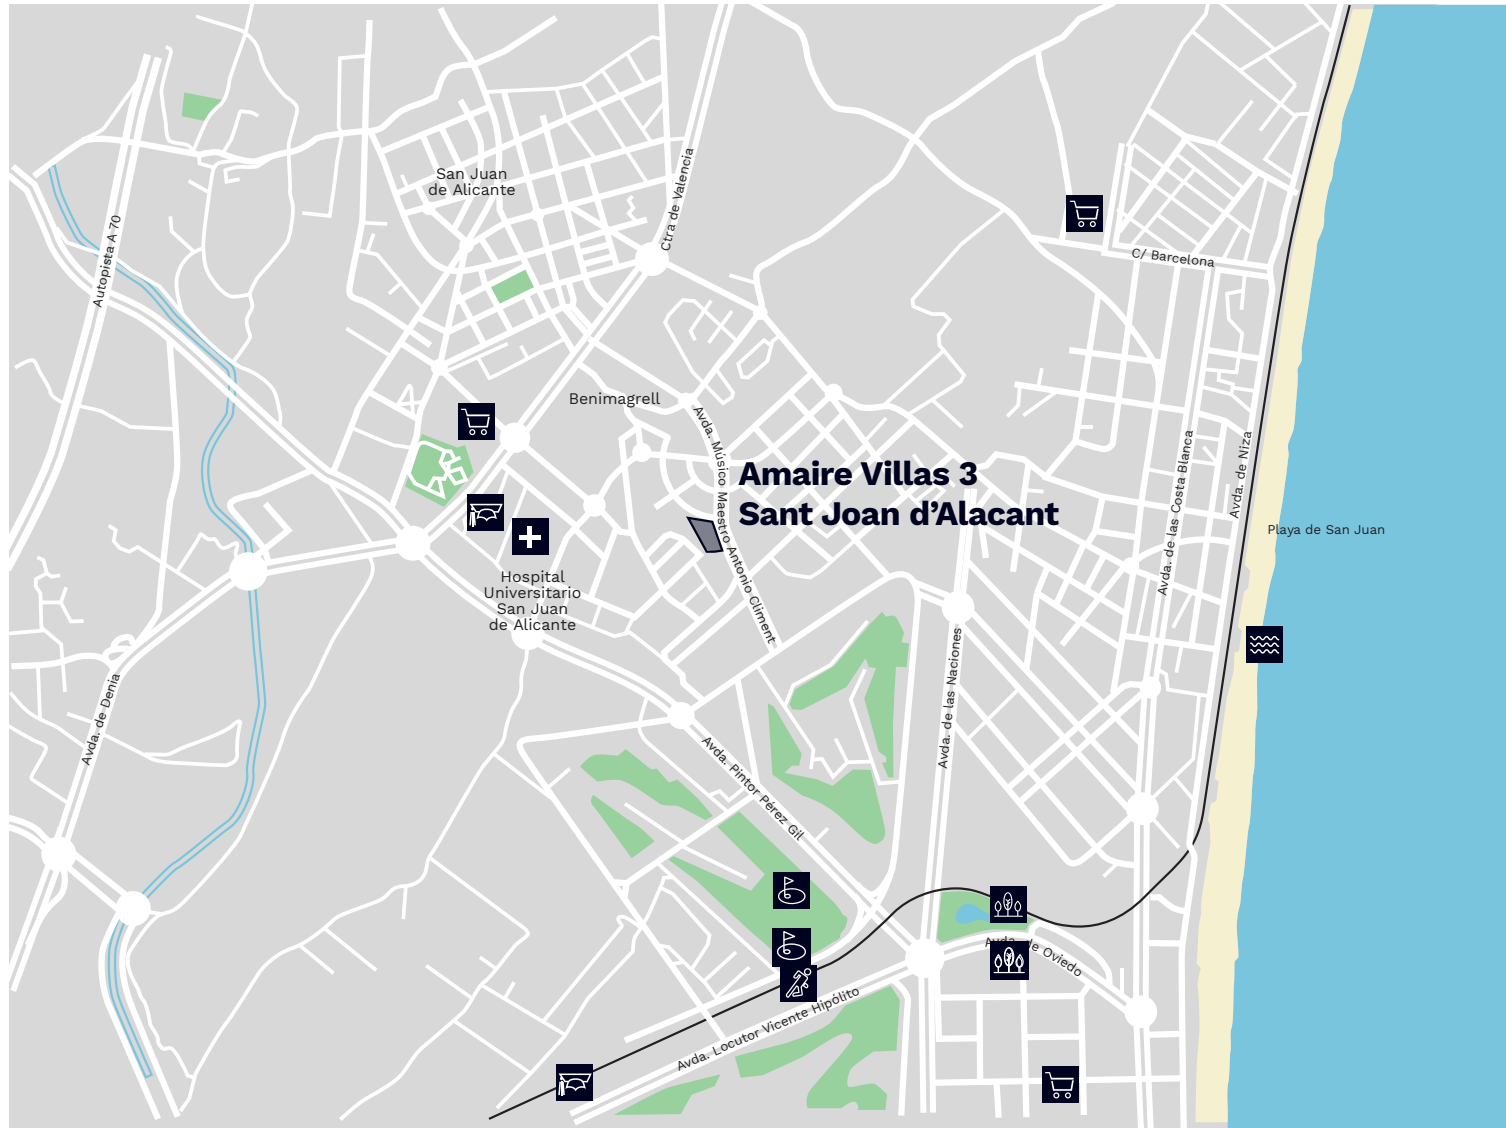 San Juan
de Alicante
Ctra de Valencia
Autopista A 70
C/ Barcelona
Benimagrell
Avda. Músico Maestro Antonio Climent
Amaire Villas 3
Sant Joan d’Alacant
Avda. de las Costa Blanca
Avda. de Niza
Playa de San Juan
Hospital
Universitario
San Juan
de Alicante
Avda. de las Naciones
Avda. de Denia
Avda. Pintor Pérez Gil
Avda. de Oviedo
Avda. Locutor Vicente Hipólito